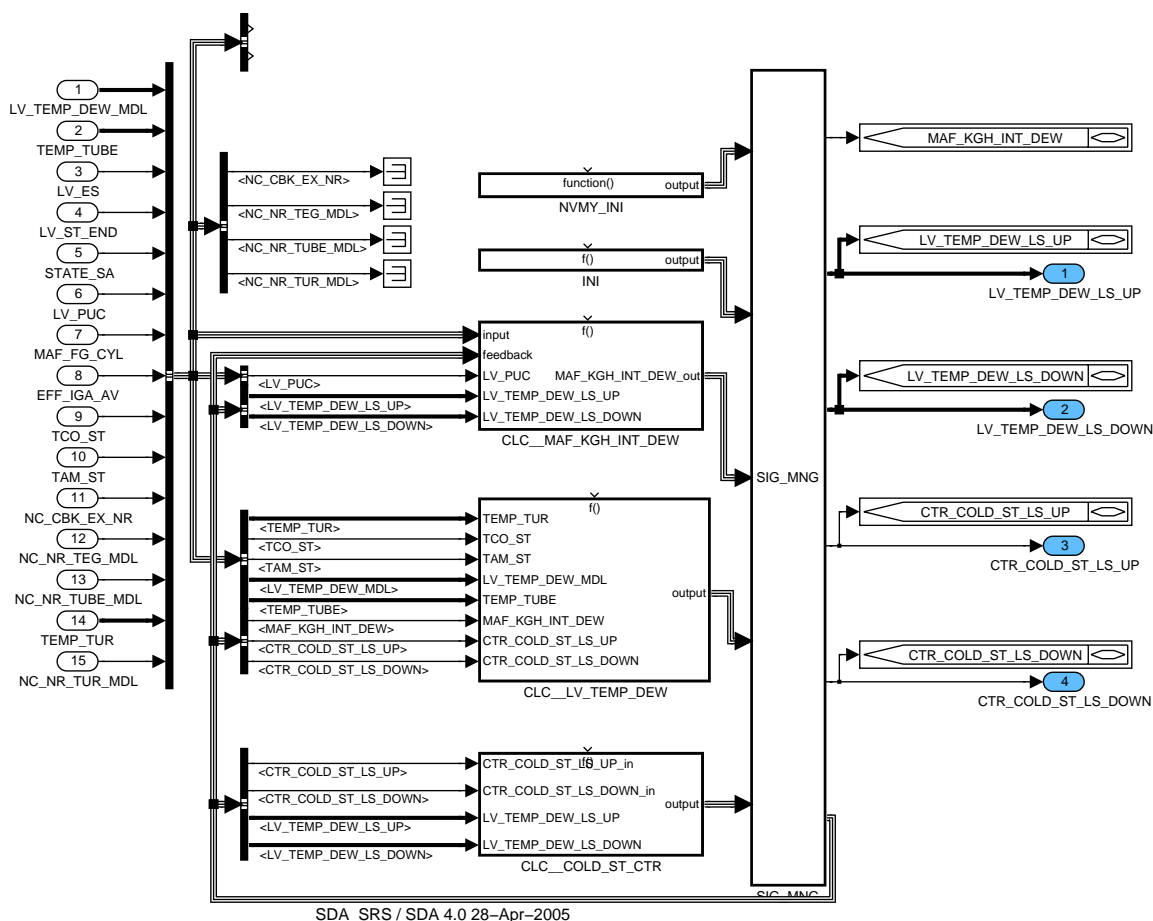 1
LV_TEMP_DEW_MDL
2
TEMP_TUBE
3
LV_ES
4
LV_ST_END
5
STATE_SA
6
LV_PUC
7
MAF_FG_CYL
8
EFF_IGA_AV
9
TCO_ST
10
TAM_ST
11
NC_CBK_EX_NR
12
NC_NR_TEG_MDL
13
NC_NR_TUBE_MDL
14
TEMP_TUR
15
NC_NR_TUR_MDL
<NC_CBK_EX_NR>
<NC_NR_TEG_MDL>
<NC_NR_TUBE_MDL>
<NC_NR_TUR_MDL>
<LV_PUC>
<LV_TEMP_DEW_LS_UP>
<LV_TEMP_DEW_LS_DOWN>
<TEMP_TUR>
<TCO_ST>
<TAM_ST>
<LV_TEMP_DEW_MDL>
<TEMP_TUBE>
<MAF_KGH_INT_DEW>
<CTR_COLD_ST_LS_UP>
<CTR_COLD_ST_LS_DOWN>
<CTR_COLD_ST_LS_UP>
<CTR_COLD_ST_LS_DOWN>
<LV_TEMP_DEW_LS_UP>
<LV_TEMP_DEW_LS_DOWN>
function()
output
NVMY_INI
f()
output
INI
f()
input
feedback
LV_PUC
MAF_KGH_INT_DEW_out
LV_TEMP_DEW_LS_UP
LV_TEMP_DEW_LS_DOWN
CLC__MAF_KGH_INT_DEW
f()
TEMP_TUR
TCO_ST
TAM_ST
LV_TEMP_DEW_MDL
TEMP_TUBE
output
MAF_KGH_INT_DEW
CTR_COLD_ST_LS_UP
CTR_COLD_ST_LS_DOWN
CLC__LV_TEMP_DEW
f()
CTR_COLD_ST_LS_UP_in
CTR_COLD_ST_LS_DOWN_in
output
LV_TEMP_DEW_LS_UP
LV_TEMP_DEW_LS_DOWN
CLC__COLD_ST_CTR
SIG_MNG
SIG_MNG
MAF_KGH_INT_DEW
LV_TEMP_DEW_LS_UP
1
LV_TEMP_DEW_LS_UP
LV_TEMP_DEW_LS_DOWN
2
LV_TEMP_DEW_LS_DOWN
CTR_COLD_ST_LS_UP
3
CTR_COLD_ST_LS_UP
CTR_COLD_ST_LS_DOWN
4
CTR_COLD_ST_LS_DOWN
SDA_SRS / SDA 4.0 28–Apr–2005